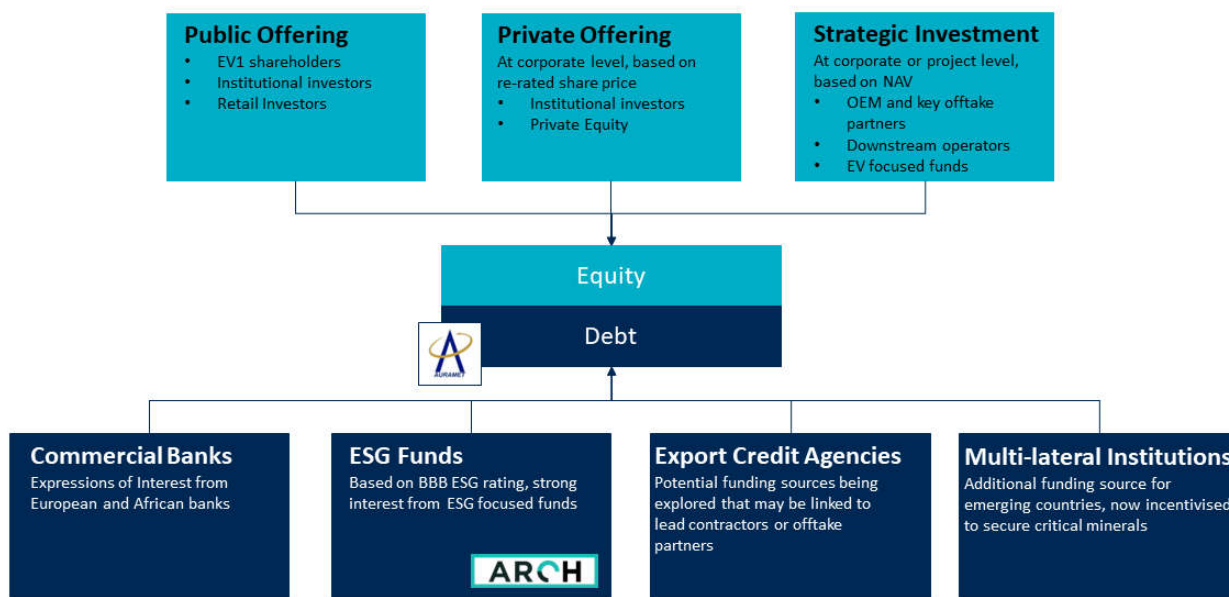 Public Offering
• EV1 shareholders
• Institutional investors
• Retail Investors
Private Offering
At corporate level, based on
re-rated share price
• Institutional investors
• Private Equity
Strategic Investment
At corporate or project level,
based on NAV
• OEM and key offtake
partners
• Downstream operators
• EV focused funds
Equity
Debt
AURAMET
Commercial Banks
Expressions of Interest from
European and African banks
ESG Funds
Based on BBB ESG rating, strong
interest from ESG focused funds
ARCH
Export Credit Agencies
Potential funding sources being
explored that may be linked to
lead contractors or offtake
partners
Multi-lateral Institutions
Additional funding source for
emerging countries, now incentivised
to secure critical minerals